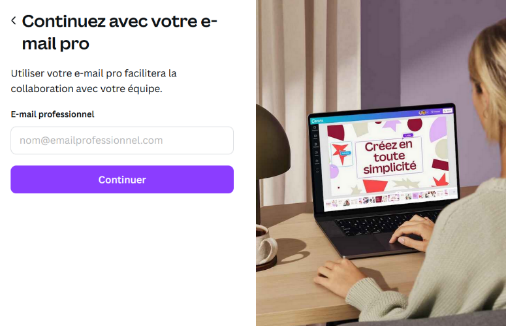 Continuez avec votre e-
mail pro
Utiliser votre e-mail pro facilitera la
collaboration avec votre équipe.
E-mail professionnel
nom@emailprofessionnel.com
Continuer
Canva
Créez en
toute
simplicité